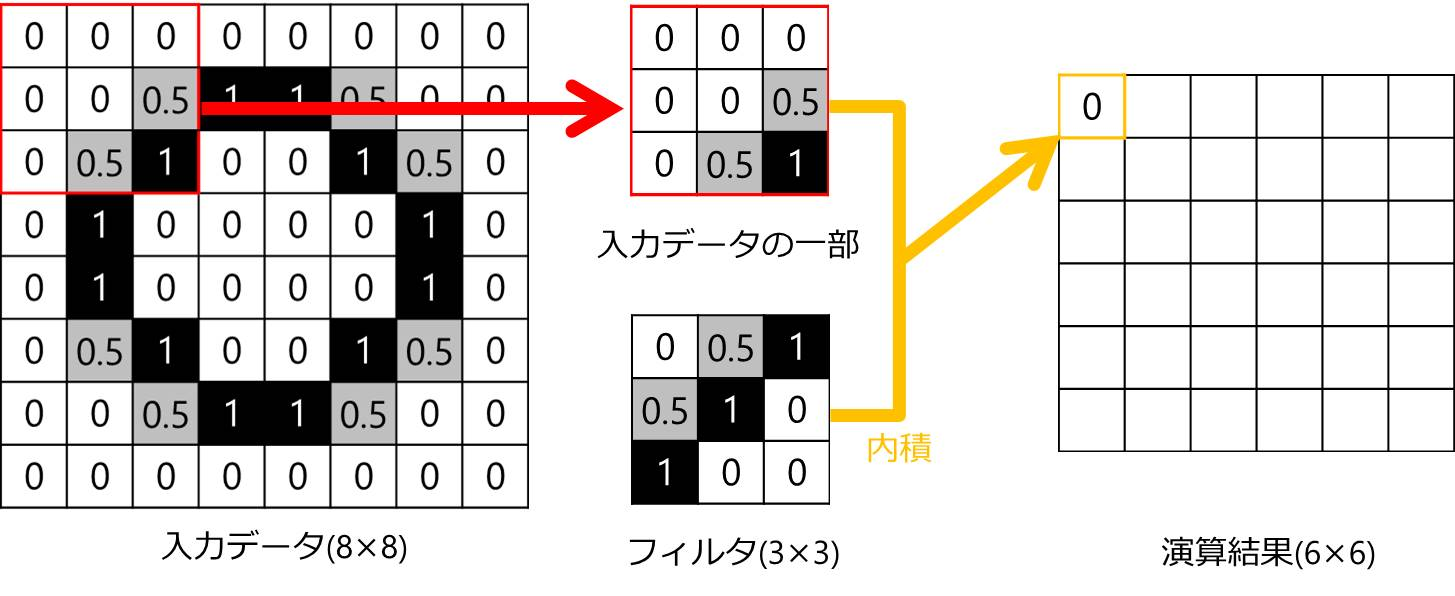 0 0 0 0 0 0 0 0
0 0 0.5 1 1 0.5 0 0
0 0.5 1 0 0 1 0.5 0
0 1 0 0 0 0 1 0
0 1 0 0 0 0 1 0
0 0.5 1 0 0 1 0.5 0
0 0 0.5 1 1 0.5 0 0
0 0 0 0 0 0 0 0
入力データ(8×8)
0 0 0
0 0 0.5
0 0.5 1
入力データの一部
0 0.5 1
0.5 1 0
1 0 0
フィルタ(3×3)
内積
0
演算結果(6×6)